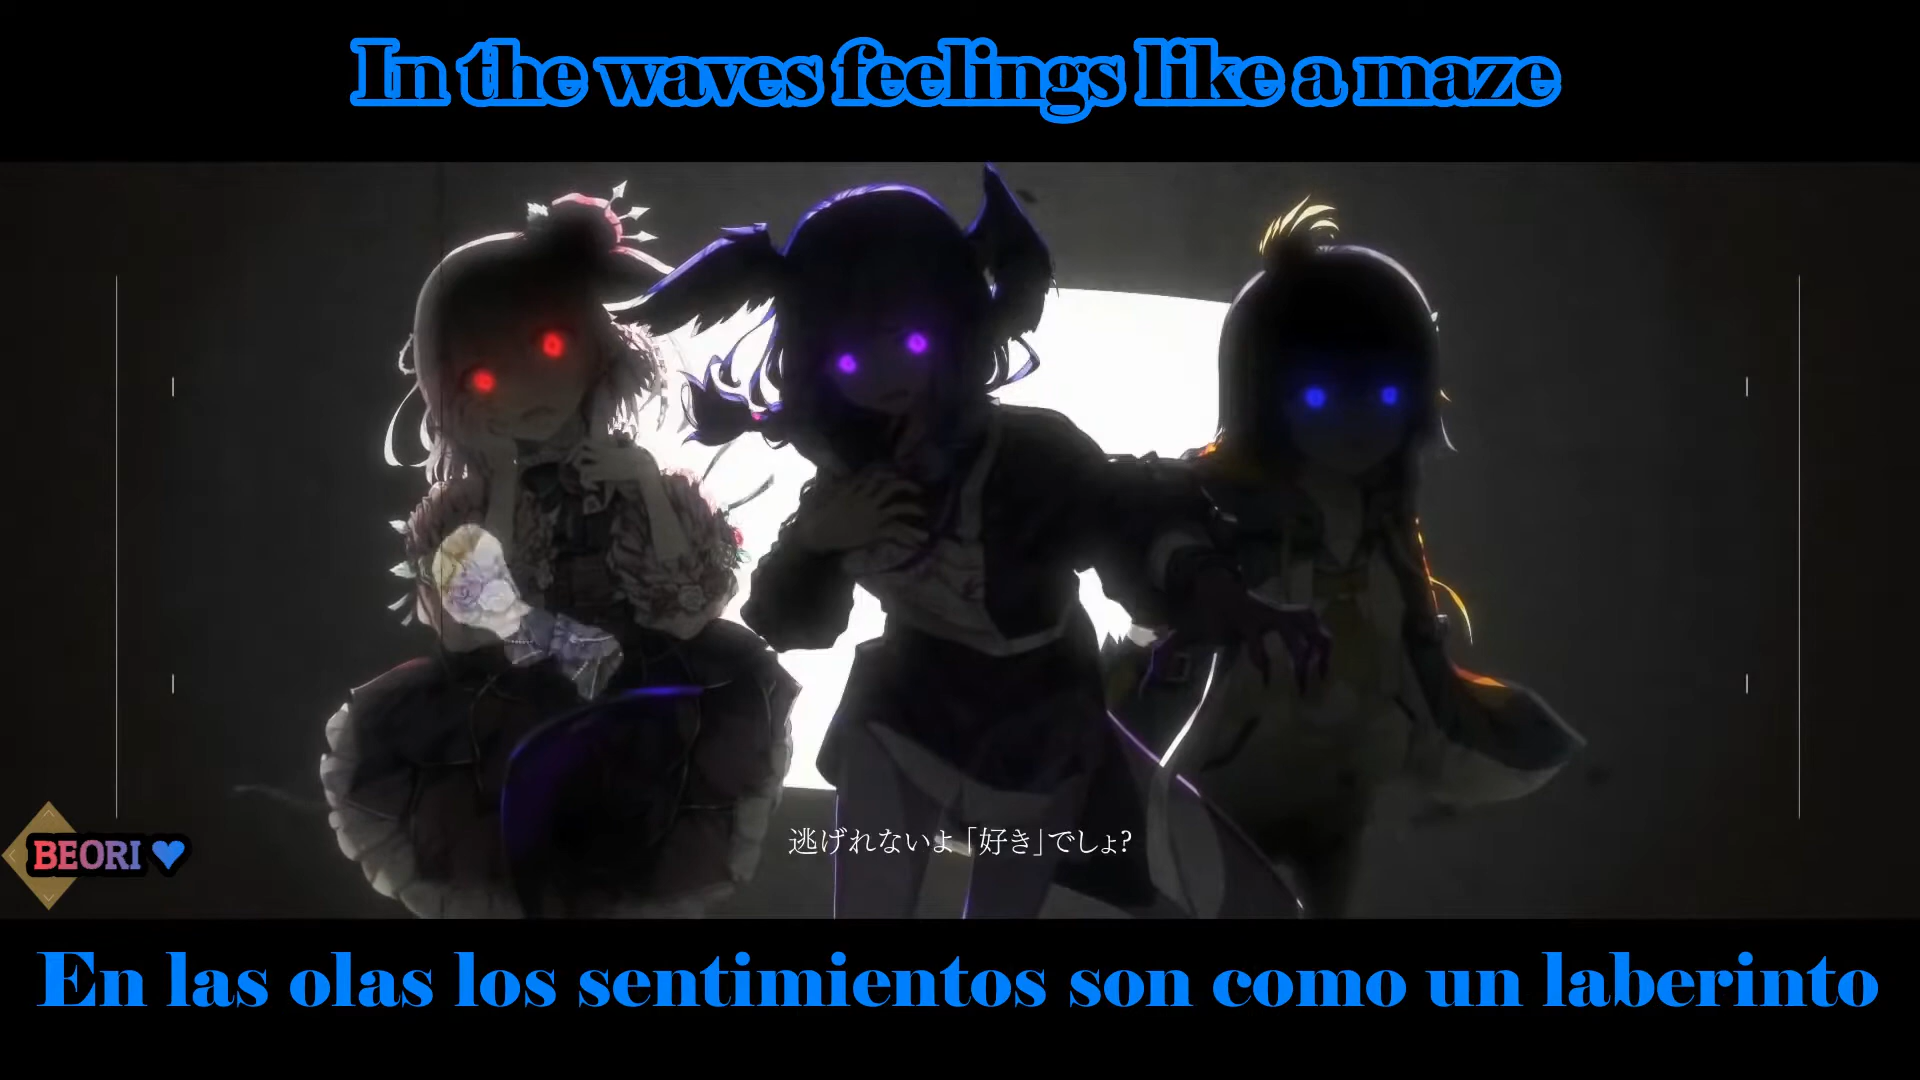 In the waves feelings like a maze
逃げれないよ「好き」でしょ?
BEORI
En las olas los sentimientos son como un laberinto